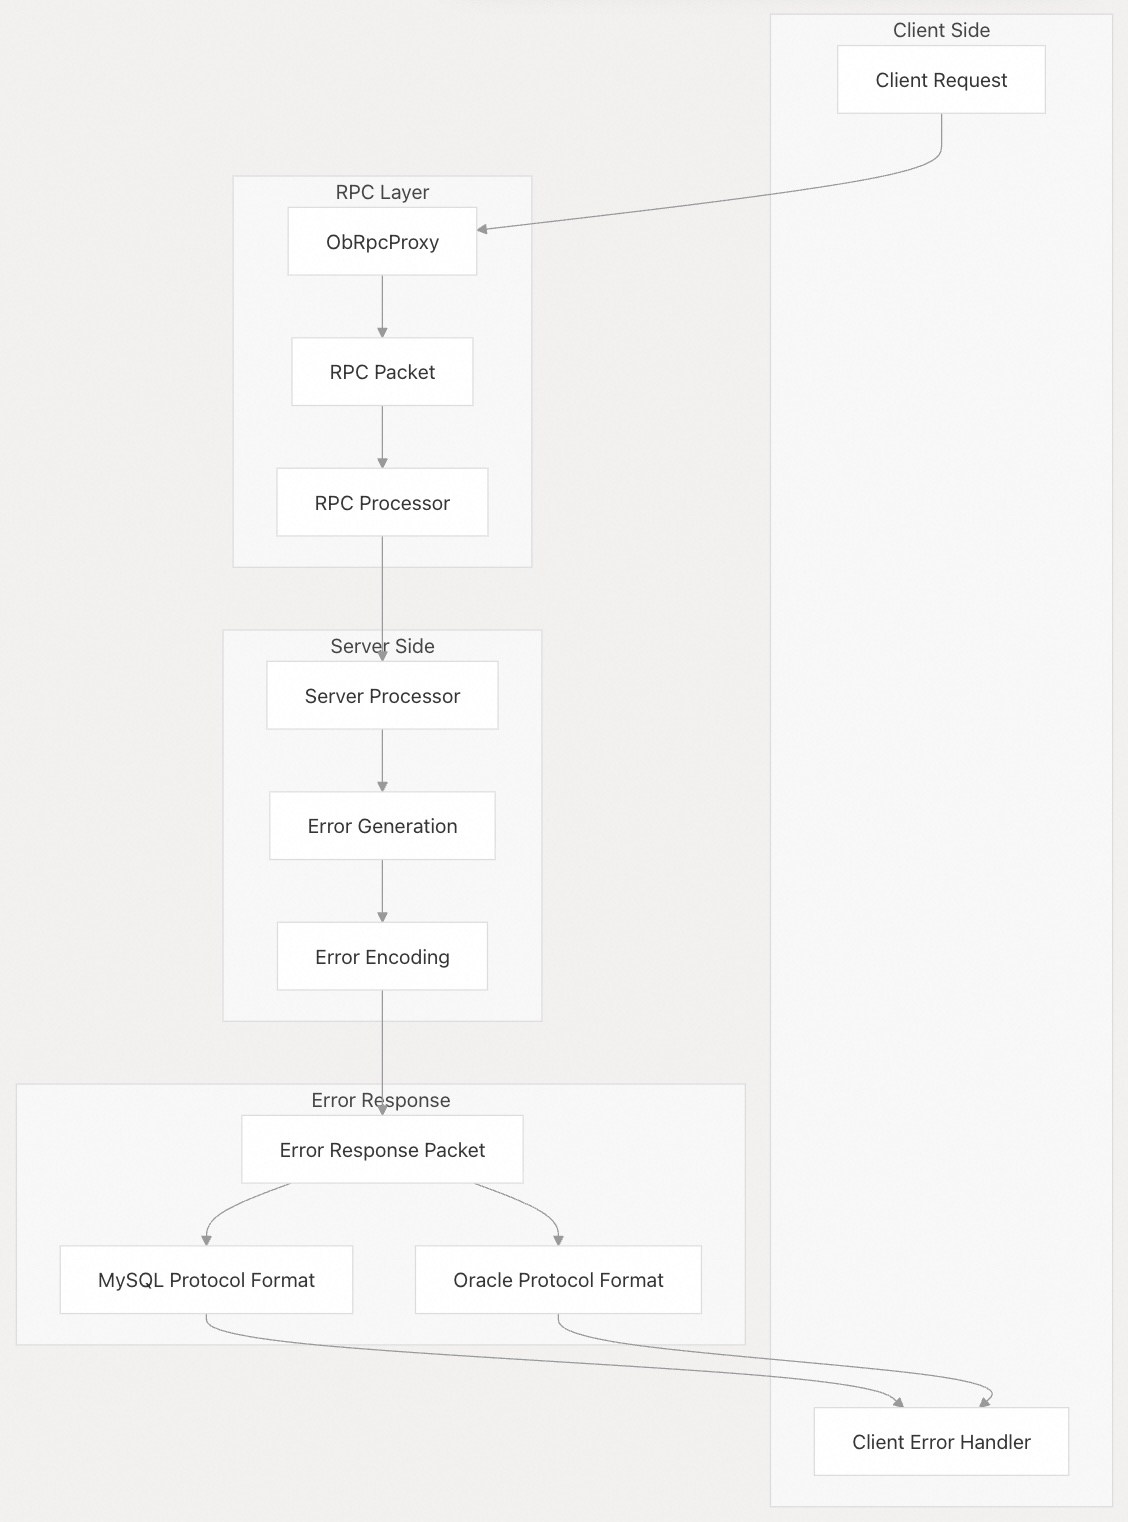 Client Side
Client Request
RPC Layer
ObRpcProxy
RPC Packet
RPC Processor
Server Side
Server Processor
Error Generation
Error Encoding
Error Response
Error Response Packet
MySQL Protocol Format
Oracle Protocol Format
Client Error Handler